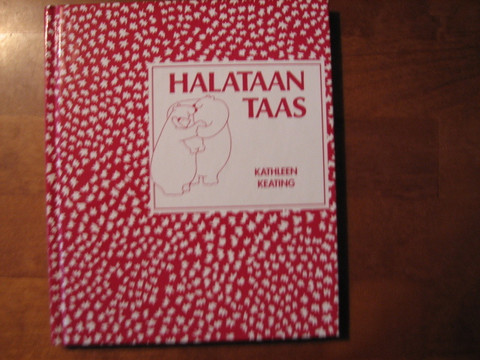 HALATAAN
TAAS
KATHLEEN
KEATING